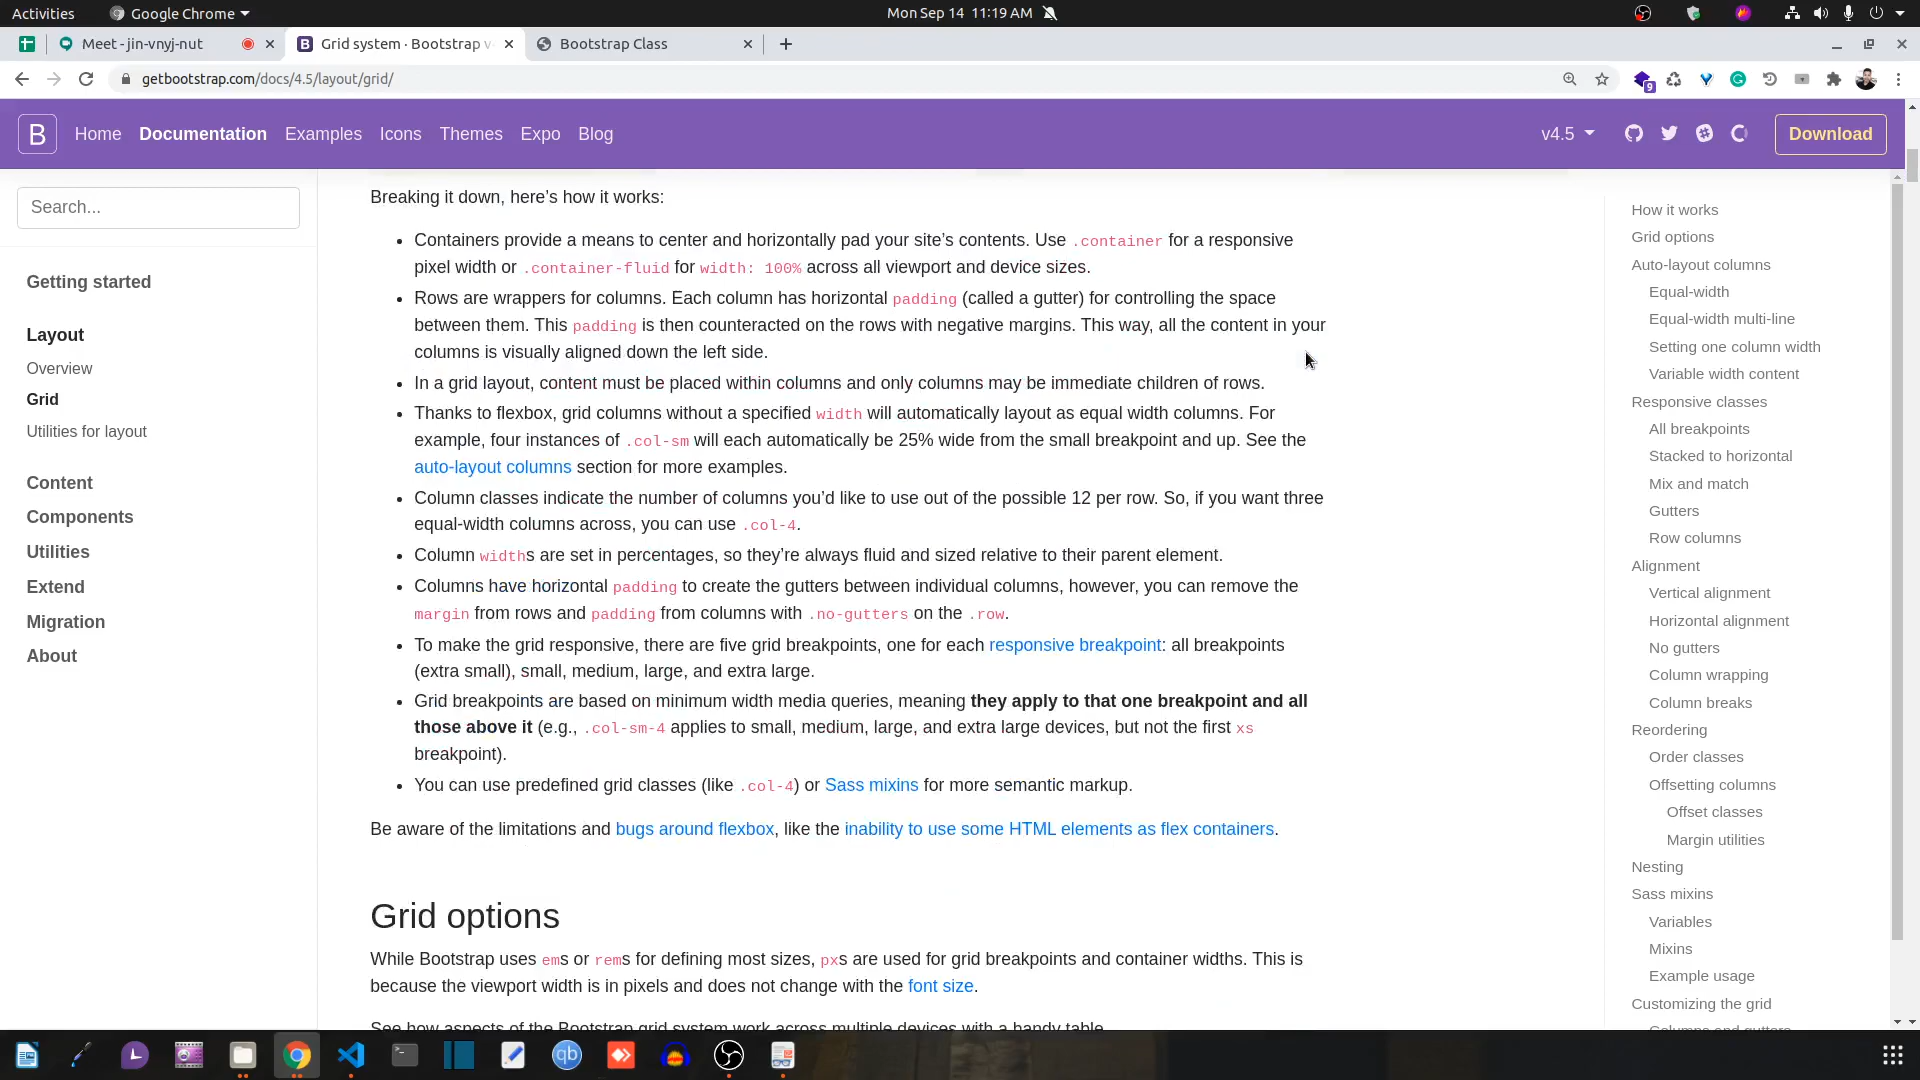 Activities
Google Chrome
Mon Sep 14 11:19 AM
Meet - jin-vnyj-nut
Grid system · Bootstrap v
Bootstrap Class
getbootstrap.com/docs/4.5/layout/grid/
9
B
Home
Documentation
Examples
Icons
Themes
Expo
Blog
v4.5
Download
Search...
Getting started
Layout
Overview
Grid
Utilities for layout
Content
Components
Utilities
Extend
Migration
About
Breaking it down, here’s how it works:
Containers provide a means to center and horizontally pad your site’s contents. Use .container for a responsive
pixel width or .container-fluid for width: 100% across all viewport and device sizes.
Rows are wrappers for columns. Each column has horizontal padding (called a gutter) for controlling the space
between them. This padding is then counteracted on the rows with negative margins. This way, all the content in your
columns is visually aligned down the left side.
In a grid layout, content must be placed within columns and only columns may be immediate children of rows.
Thanks to flexbox, grid columns without a specified width will automatically layout as equal width columns. For
example, four instances of .col-sm will each automatically be 25% wide from the small breakpoint and up. See the
auto-layout columns section for more examples.
Column classes indicate the number of columns you’d like to use out of the possible 12 per row. So, if you want three
equal-width columns across, you can use .col-4.
Column widths are set in percentages, so they’re always fluid and sized relative to their parent element.
Columns have horizontal padding to create the gutters between individual columns, however, you can remove the
margin from rows and padding from columns with .no-gutters on the .row.
To make the grid responsive, there are five grid breakpoints, one for each responsive breakpoint: all breakpoints
(extra small), small, medium, large, and extra large.
Grid breakpoints are based on minimum width media queries, meaning they apply to that one breakpoint and all
those above it (e.g., .col-sm-4 applies to small, medium, large, and extra large devices, but not the first xs
breakpoint).
You can use predefined grid classes (like .col-4) or Sass mixins for more semantic markup.
Be aware of the limitations and bugs around flexbox, like the inability to use some HTML elements as flex containers.
Grid options
While Bootstrap uses ems or rems for defining most sizes, pxs are used for grid breakpoints and container widths. This is
because the viewport width is in pixels and does not change with the font size.
See how aspects of the Bootstrap grid system work across multiple devices with a handy table.
How it works
Grid options
Auto-layout columns
Equal-width
Equal-width multi-line
Setting one column width
Variable width content
Responsive classes
All breakpoints
Stacked to horizontal
Mix and match
Gutters
Row columns
Alignment
Vertical alignment
Horizontal alignment
No gutters
Column wrapping
Column breaks
Reordering
Order classes
Offsetting columns
Offset classes
Margin utilities
Nesting
Sass mixins
Variables
Mixins
Example usage
Customizing the grid
Columns and gutters
qb